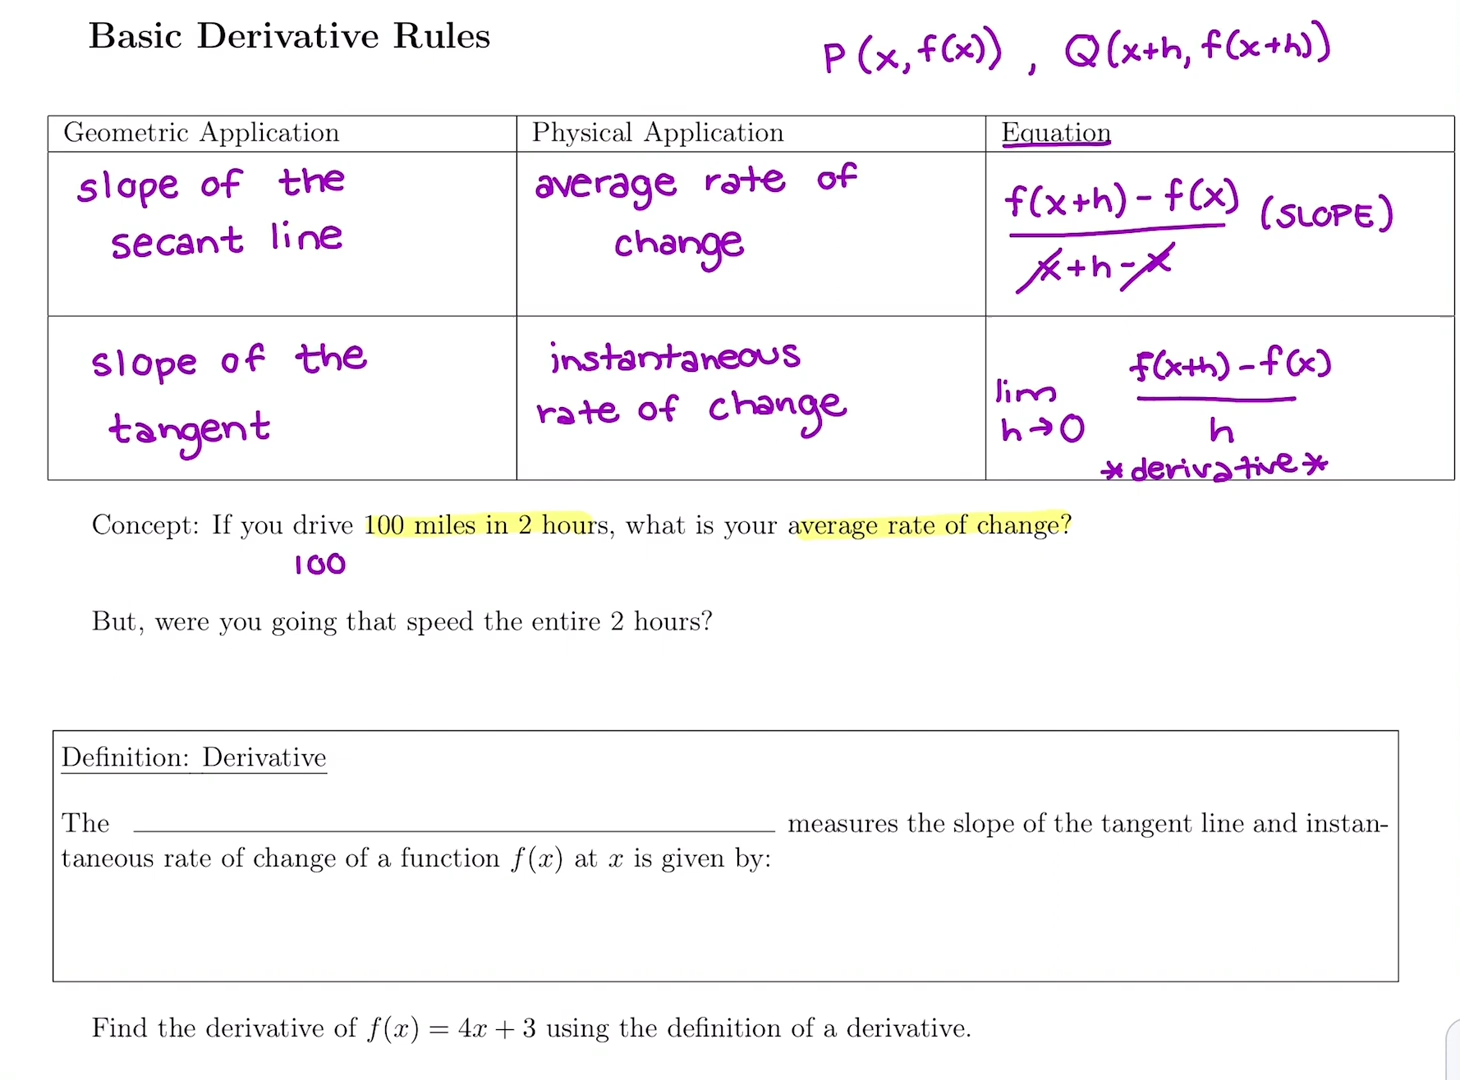 Basic Derivative Rules
P(x, f(x)) , Q(x+h, f(x+h))
Geometric Application
Physical Application
Equation
slope of the
secant line
average rate of
change
f(x+h) - f(x) (SLOPE)
x+h-x
slope of the
tangent
instantaneous
rate of change
lim f(x+h) - f(x)
h→0 h
*derivative*
Concept: If you drive 100 miles in 2 hours, what is your average rate of change?
100
But, were you going that speed the entire 2 hours?
Definition: Derivative
The ______ measures the slope of the tangent line and instan-
taneous rate of change of a function f(x) at x is given by:
Find the derivative of f(x) = 4x + 3 using the definition of a derivative.